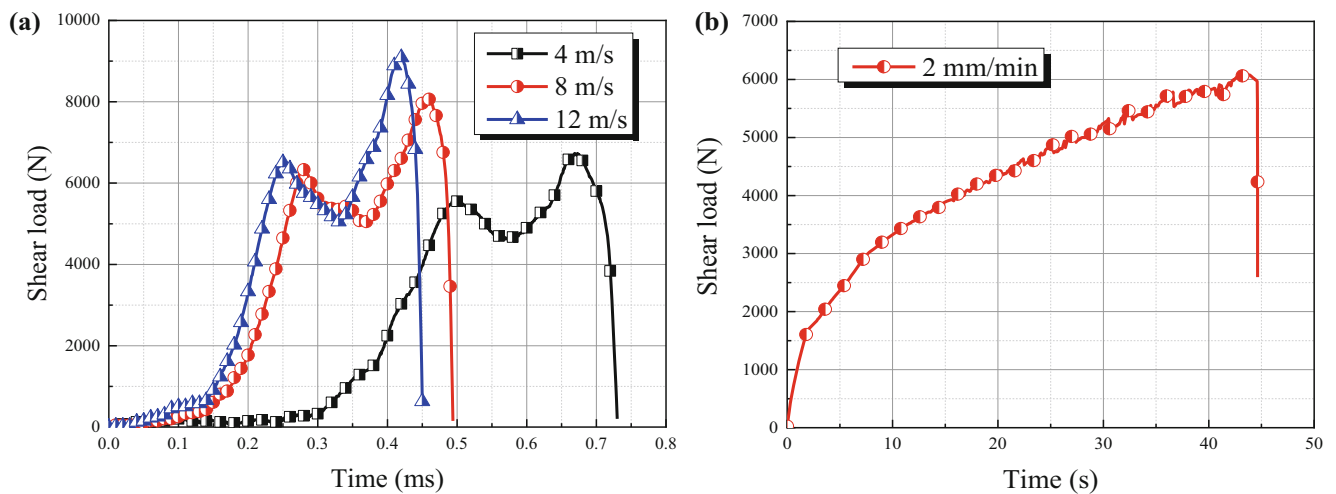 (a)
10000
8000
6000
4000
2000
0
Shear load (N)
0.0 0.1 0.2 0.3 0.4 0.5 0.6 0.7 0.8
Time (ms)
4 m/s
8 m/s
12 m/s
(b)
7000
6000
5000
4000
3000
2000
1000
0
Shear load (N)
0 10 20 30 40 50
Time (s)
2 mm/min